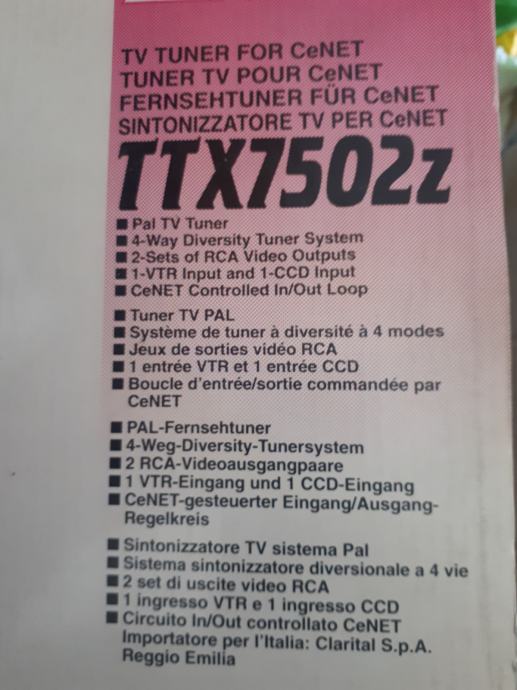 TV TUNER FOR CeNET
TUNER TV POUR CeNET
FERNSEHTUNER FÜR CeNET
SINTONIZZATORE TV PER CeNET
TTX7502z
■ Pal TV Tuner
■ 4-Way Diversity Tuner System
■ 2-Sets of RCA Video Outputs
■ 1-VTR Input and 1-CCD Input
■ CeNET Controlled In/Out Loop
■ Tuner TV PAL
■ Système de tuner à diversité à 4 modes
■ Jeux de sorties vidéo RCA
■ 1 entrée VTR et 1 entrée CCD
■ Boucle d'entrée/sortie commandée par
CeNET
■ PAL-Fernsehtuner
■ 4-Weg-Diversity-Tunersystem
■ 2 RCA-Videoausgangpaare
■ 1 VTR-Eingang und 1 CCD-Eingang
■ CeNET-gesteuerter Eingang/Ausgang-
Regelkreis
■ Sintonizzatore TV sistema Pal
■ Sistema sintonizzatore diversionale a 4 vie
■ 2 set di uscite video RCA
■ 1 ingresso VTR e 1 ingresso CCD
■ Circuito In/Out controllato CeNET
Importatore per l'Italia: Clarital S.p.A.
Reggio Emilia